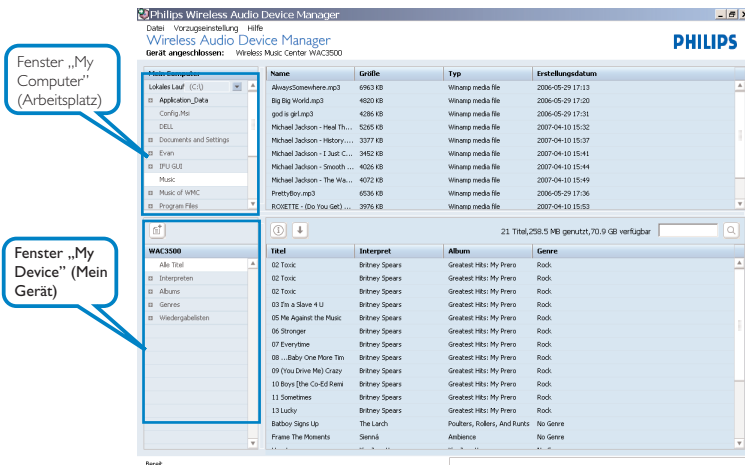 Philips Wireless Audio Device Manager
Datei Vorzugseinstellung Hilfe
Wireless Audio Device Manager
Gerät angeschlossen: Wireless Music Center WAC3500
PHILIPS
Fenster „My
Computer”
(Arbeitsplatz)
Mein Computer
Lokales Lauf (C:\)
Application_Data
Config.Msi
DELL
Documents and Settings
Evan
IFU GUI
Music
Music of WMC
Program Files
Name Größe Typ Erstellungsdatum
AlwaysSomewhere.mp3 6963 KB Winamp media file 2006-05-29 17:13
Big Big World.mp3 4820 KB Winamp media file 2006-05-29 17:20
god is girl.mp3 4286 KB Winamp media file 2006-05-29 17:31
Michael Jackson - Heal Th... 5265 KB Winamp media file 2007-04-10 15:32
Michael Jackson - History.... 3377 KB Winamp media file 2007-04-10 15:37
Michael Jackson - I Just C... 3452 KB Winamp media file 2007-04-10 15:41
Michael Jackson - Smooth ... 4026 KB Winamp media file 2007-04-10 15:44
Michael Jackson - The Wa... 4072 KB Winamp media file 2007-04-10 15:49
PrettyBoy.mp3 6536 KB Winamp media file 2006-05-29 17:36
ROXETTE - (Do You Get) ... 3976 KB Winamp media file 2007-04-10 15:53
21 Titel,258.5 MB genutzt,70.9 GB verfügbar
Fenster „My
Device” (Mein
Gerät)
WAC3500
Alle Titel
Interpreten
Albums
Genres
Wiedergabelisten
Titel Interpret Album Genre
02 Toxic Britney Spears Greatest Hits: My Prero Rock
02 Toxic Britney Spears Greatest Hits: My Prero Rock
02 Toxic Britney Spears Greatest Hits: My Prero Rock
03 I'm a Slave 4 U Britney Spears Greatest Hits: My Prero Rock
05 Me Against the Music Britney Spears Greatest Hits: My Prero Rock
06 Stronger Britney Spears Greatest Hits: My Prero Rock
07 Everytime Britney Spears Greatest Hits: My Prero Rock
08 ...Baby One More Tim Britney Spears Greatest Hits: My Prero Rock
09 (You Drive Me) Crazy Britney Spears Greatest Hits: My Prero Rock
10 Boys [the Co-Ed Remi Britney Spears Greatest Hits: My Prero Rock
11 Sometimes Britney Spears Greatest Hits: My Prero Rock
13 Lucky Britney Spears Greatest Hits: My Prero Rock
Batboy Signs Up The Larch Poulters, Rollers, And Runts No Genre
Frame The Moments Sienná Ambience No Genre
Bereit